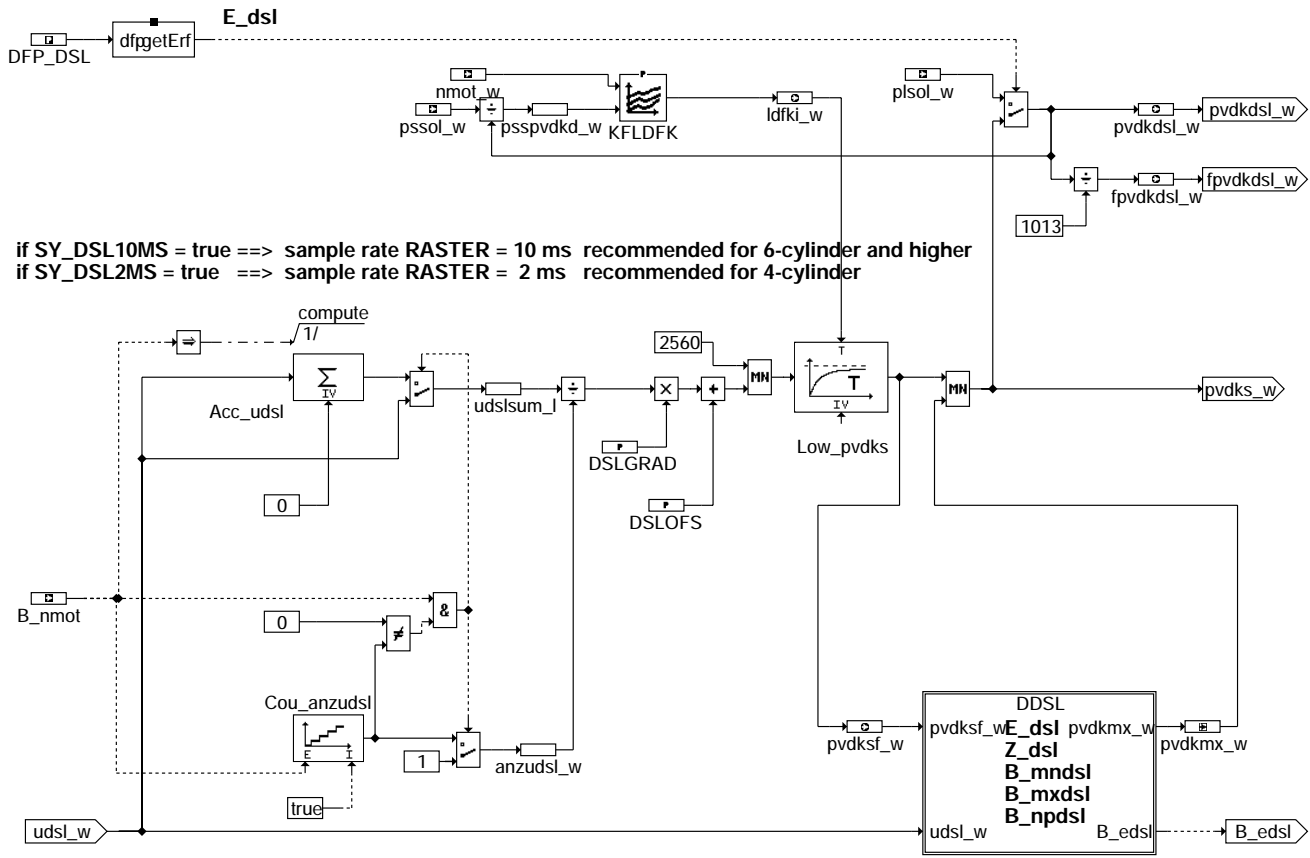 E_dsl
dfpgetErf
DFP_DSL
nmot_w
pssol_w
psspvdkd_w
KFLDFK
ldfki_w
plsol_w
pvdkdsl_w
pvdkdsl_w
fpvdkdsl_w
fpvdkdsl_w
1013
if SY_DSL10MS = true ==> sample rate RASTER = 10 ms recommended for 6-cylinder and higher
if SY_DSL2MS = true ==> sample rate RASTER = 2 ms recommended for 4-cylinder
compute
1/
IV
Acc_udsl
udslsum_l
2560
MN
T
T
IV
Low_pvdks
MN
pvdks_w
DSLGRAD
DSLOFS
0
B_nmot
0
&
Cou_anzudsl
E I
1
anzudsl_w
true
udsl_w
pvdksf_w
DDSL
pvdksf_w
E_dsl
pvdkmx_w
Z_dsl
B_mndsl
B_mxdsl
B_npdsl
udsl_w
B_edsl
pvdkmx_w
B_edsl